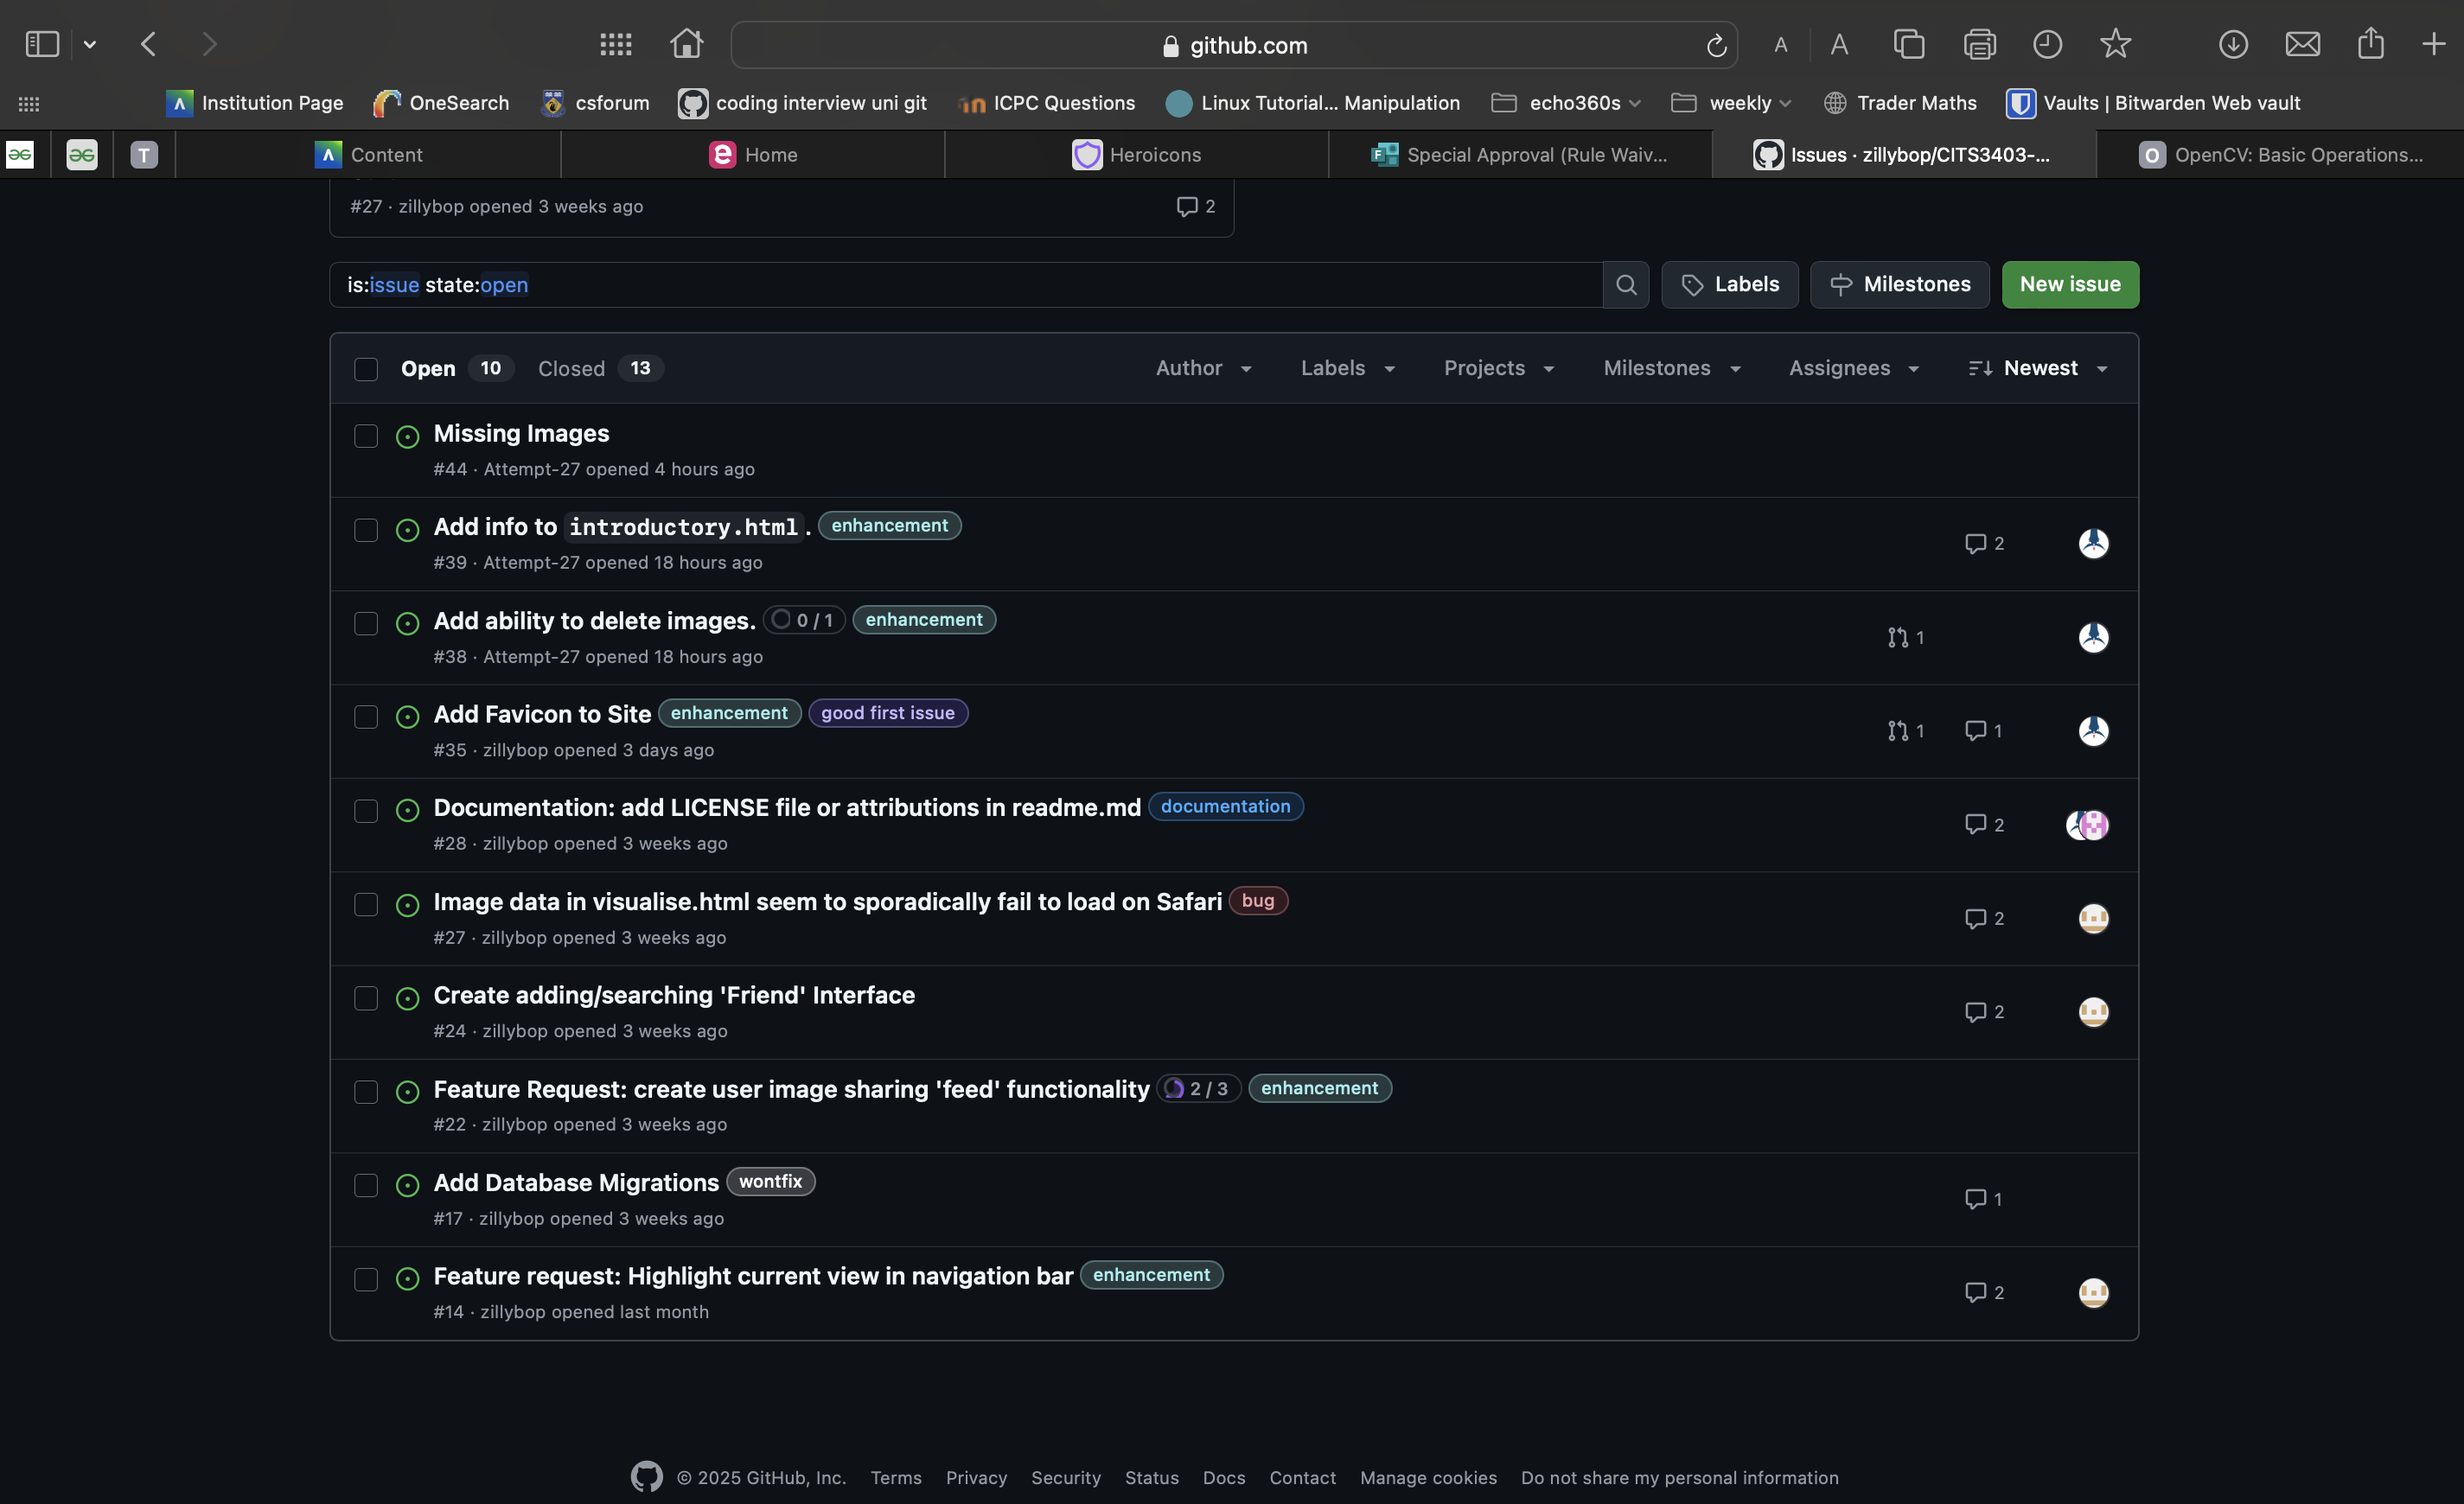 github.com
A A
Institution Page OneSearch csforum coding interview uni git ICPC Questions Linux Tutorial... Manipulation echo360s weekly Trader Maths Vaults | Bitwarden Web vault
T Content Home Heroicons Special Approval (Rule Waiv... Issues · zillybop/CITS3403-... OpenCV: Basic Operations...
#27 · zillybop opened 3 weeks ago 2
is:issue state:open Labels Milestones New issue
Open 10 Closed 13 Author Labels Projects Milestones Assignees Newest
Missing Images
#44 · Attempt-27 opened 4 hours ago
Add info to introductory.html. enhancement
#39 · Attempt-27 opened 18 hours ago 2
Add ability to delete images. 0 / 1 enhancement
#38 · Attempt-27 opened 18 hours ago 1
Add Favicon to Site enhancement good first issue
#35 · zillybop opened 3 days ago 1 1
Documentation: add LICENSE file or attributions in readme.md documentation
#28 · zillybop opened 3 weeks ago 2
Image data in visualise.html seem to sporadically fail to load on Safari bug
#27 · zillybop opened 3 weeks ago 2
Create adding/searching 'Friend' Interface
#24 · zillybop opened 3 weeks ago 2
Feature Request: create user image sharing 'feed' functionality 2 / 3 enhancement
#22 · zillybop opened 3 weeks ago
Add Database Migrations wontfix
#17 · zillybop opened 3 weeks ago 1
Feature request: Highlight current view in navigation bar enhancement
#14 · zillybop opened last month 2
© 2025 GitHub, Inc. Terms Privacy Security Status Docs Contact Manage cookies Do not share my personal information